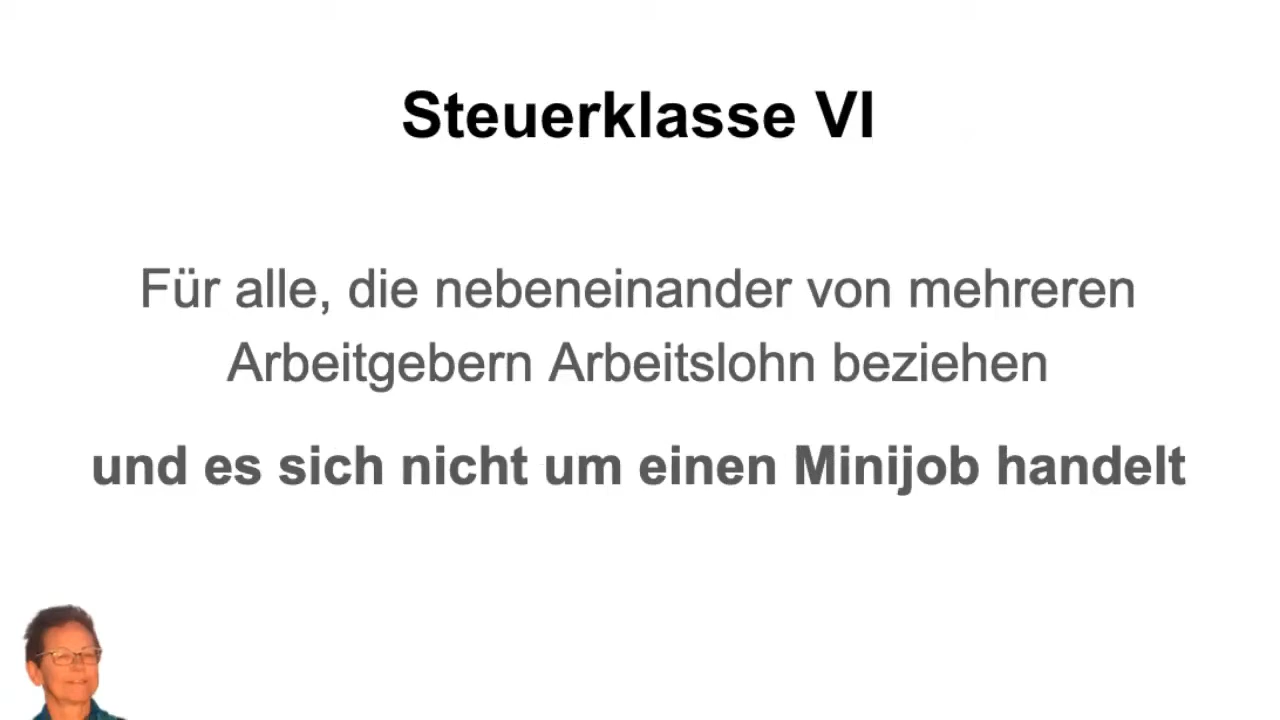 Steuerklasse VI
Für alle, die nebeneinander von mehreren
Arbeitgebern Arbeitslohn beziehen
und es sich nicht um einen Minijob handelt